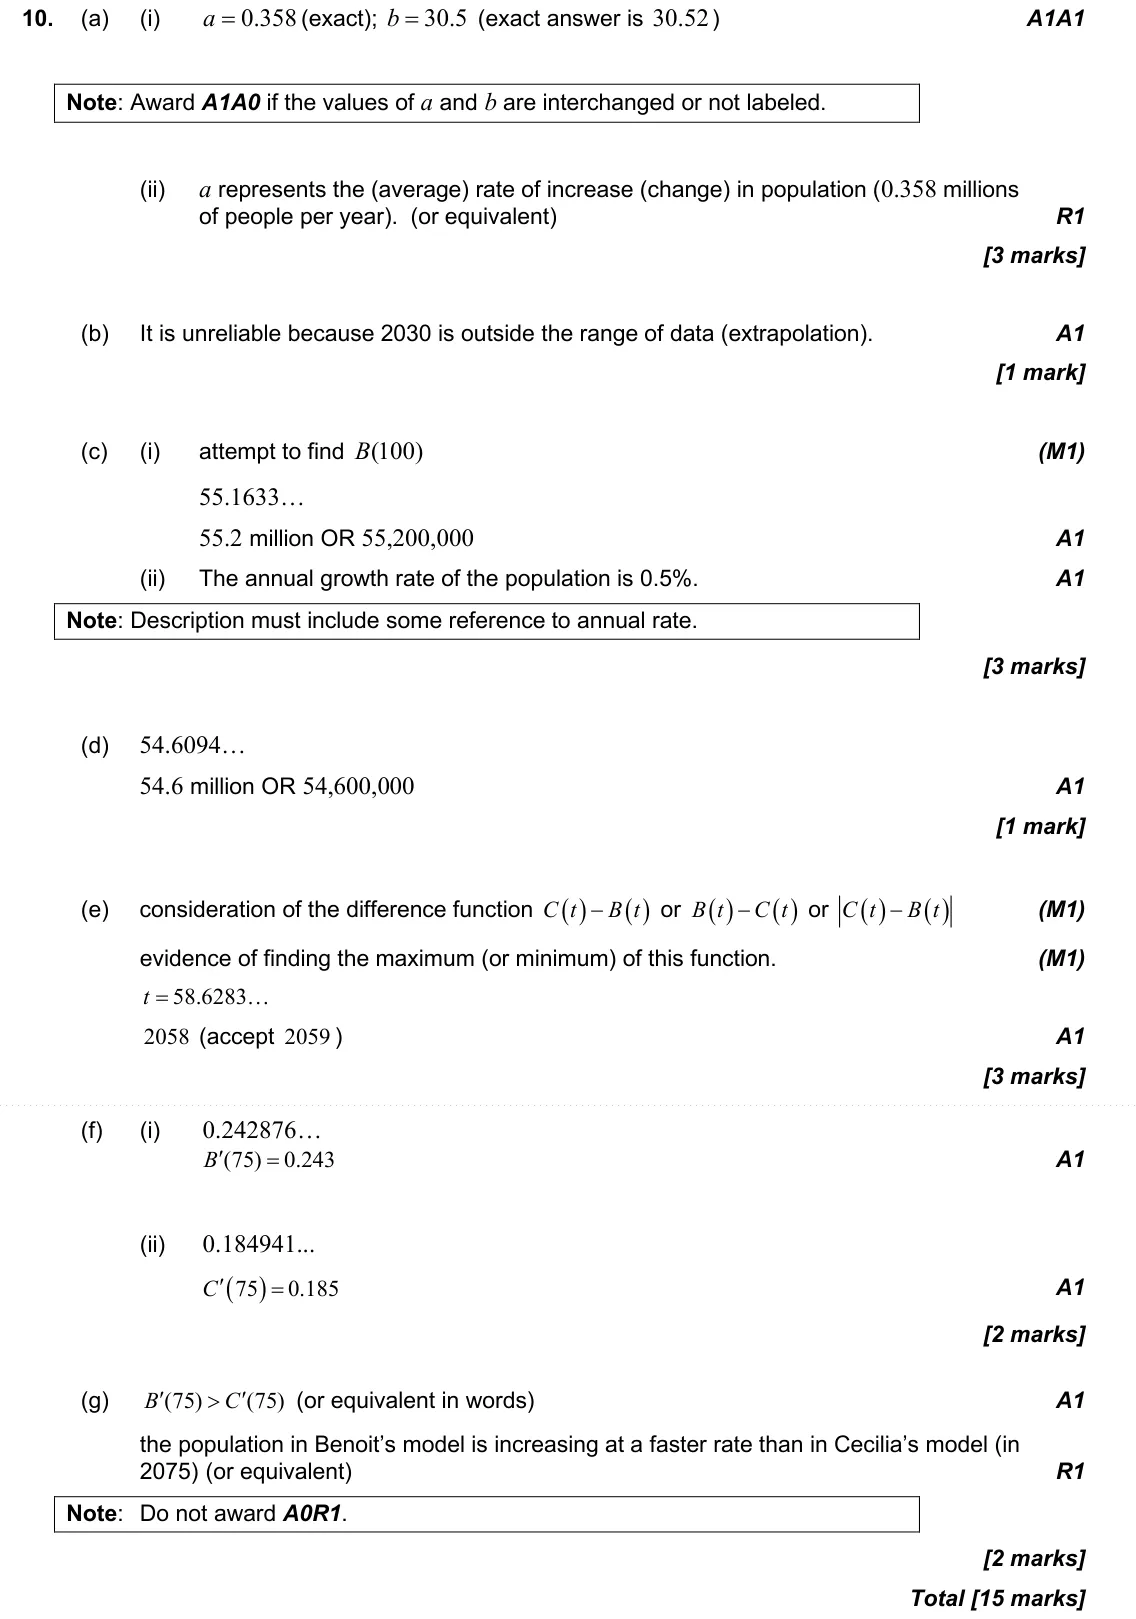 10. (a) (i) a = 0.358 (exact); b = 30.5 (exact answer is 30.52) A1A1
Note: Award A1A0 if the values of a and b are interchanged or not labeled.
(ii) a represents the (average) rate of increase (change) in population (0.358 millions
of people per year). (or equivalent) R1
[3 marks]
(b) It is unreliable because 2030 is outside the range of data (extrapolation). A1
[1 mark]
(c) (i) attempt to find B(100) (M1)
55.1633…
55.2 million OR 55,200,000 A1
(ii) The annual growth rate of the population is 0.5%. A1
Note: Description must include some reference to annual rate.
[3 marks]
(d) 54.6094…
54.6 million OR 54,600,000 A1
[1 mark]
(e) consideration of the difference function C(t) − B(t) or B(t) − C(t) or |C(t) − B(t)| (M1)
evidence of finding the maximum (or minimum) of this function. (M1)
t = 58.6283…
2058 (accept 2059) A1
[3 marks]
(f) (i) 0.242876…
B′(75) = 0.243 A1
(ii) 0.184941...
C′(75) = 0.185 A1
[2 marks]
(g) B′(75) > C′(75) (or equivalent in words) A1
the population in Benoit’s model is increasing at a faster rate than in Cecilia’s model (in
2075) (or equivalent) R1
Note: Do not award A0R1.
[2 marks]
Total [15 marks]